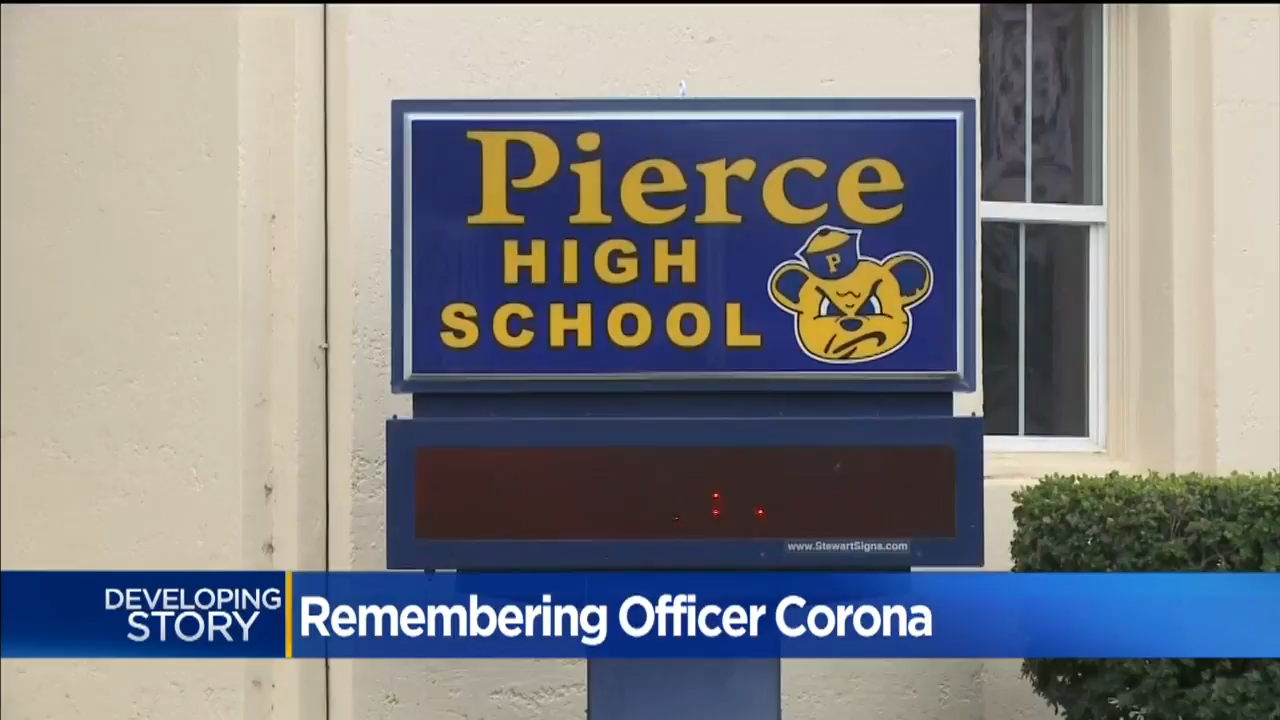 Pierce
HIGH
SCHOOL
P
www.StewartSigns.com
DEVELOPING
STORY
Remembering Officer Corona